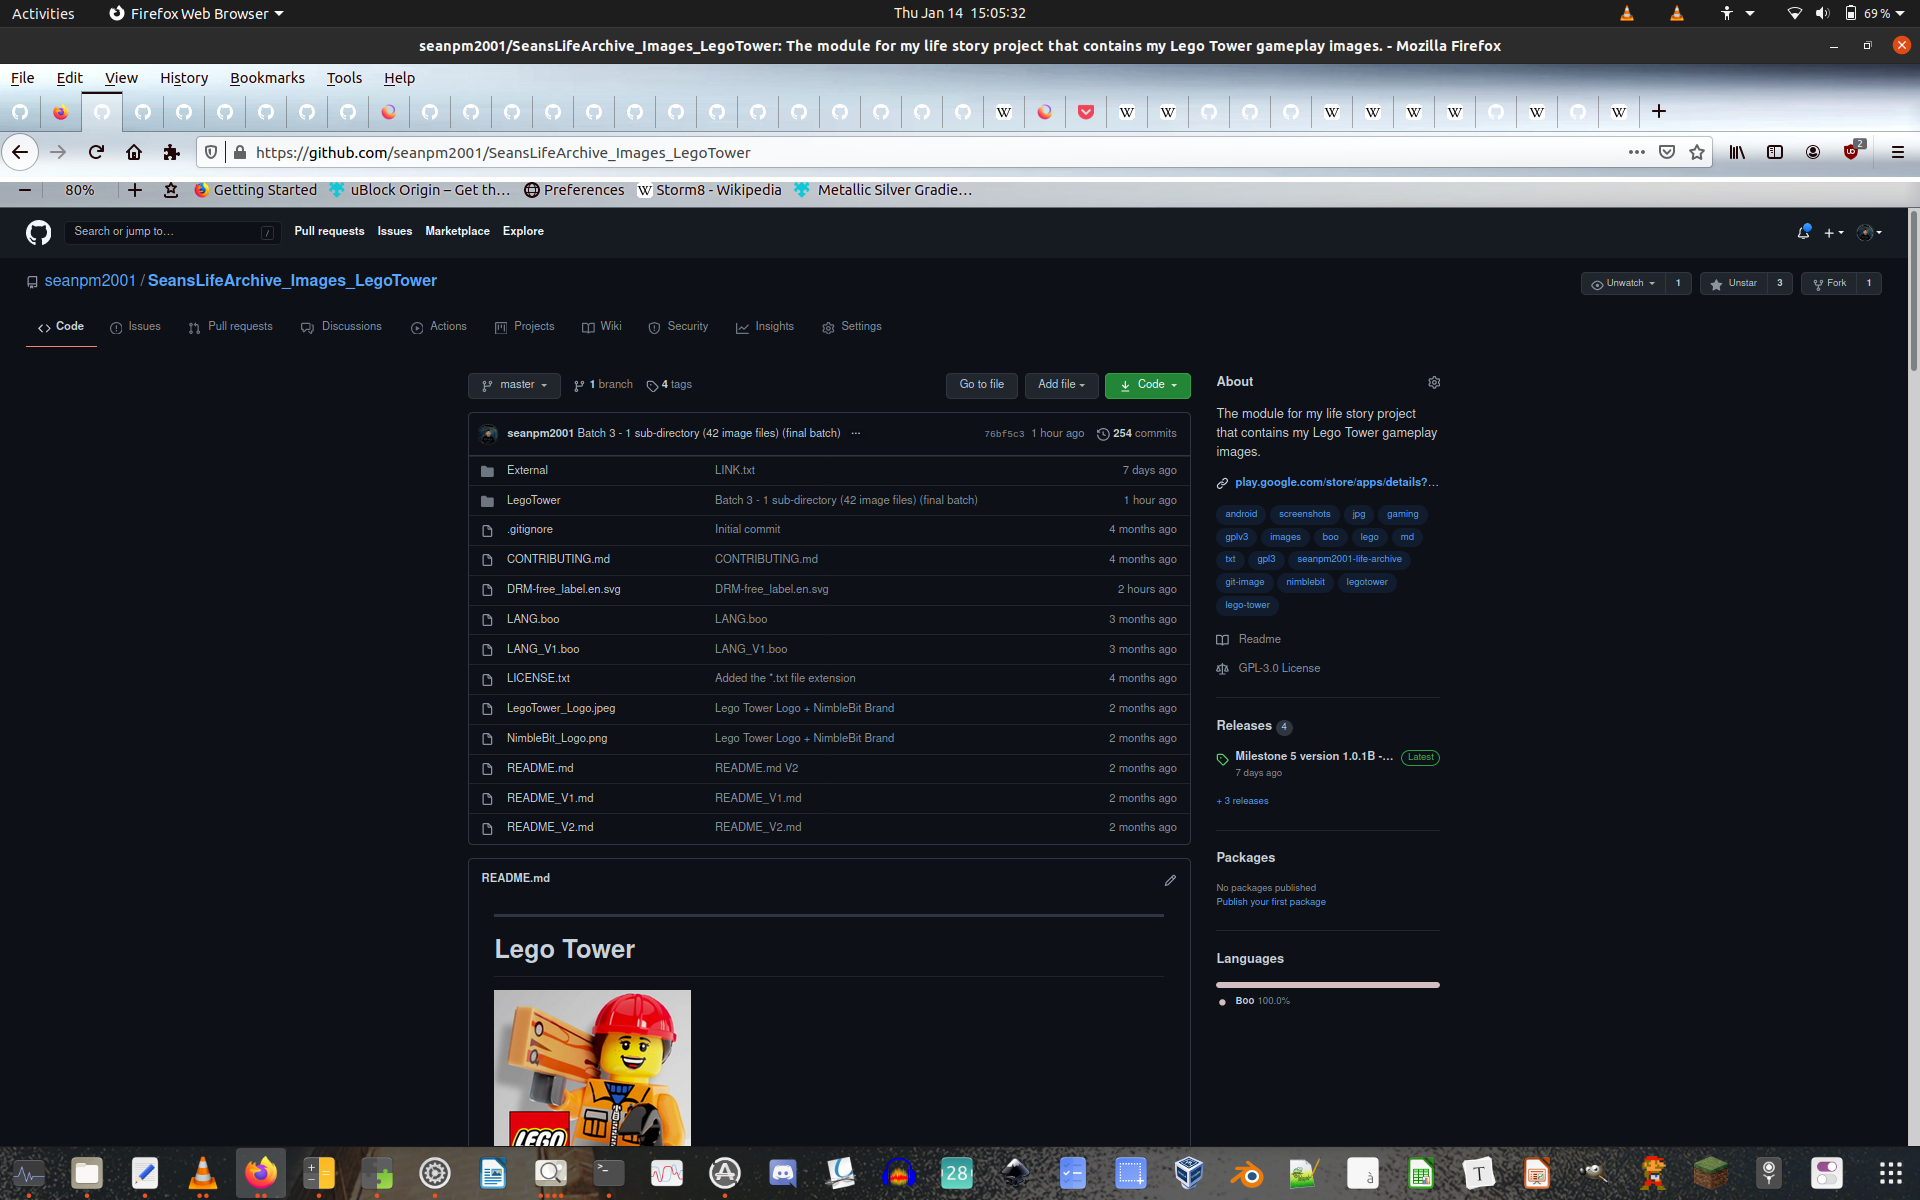 Activities Firefox Web Browser Thu Jan 14 15:05:32 69 %
seanpm2001/SeansLifeArchive_Images_LegoTower: The module for my life story project that contains my Lego Tower gameplay images. - Mozilla Firefox
File Edit View History Bookmarks Tools Help
https://github.com/seanpm2001/SeansLifeArchive_Images_LegoTower 2
80% Getting Started uBlock Origin – Get th… Preferences Storm8 - Wikipedia Metallic Silver Gradie…
Search or jump to… / Pull requests Issues Marketplace Explore
seanpm2001 / SeansLifeArchive_Images_LegoTower Unwatch 1 Unstar 3 Fork 1
Code Issues Pull requests Discussions Actions Projects Wiki Security Insights Settings
master 1 branch 4 tags Go to file Add file Code
seanpm2001 Batch 3 - 1 sub-directory (42 image files) (final batch) ... 76bf5c3 1 hour ago 254 commits
External LINK.txt 7 days ago
LegoTower Batch 3 - 1 sub-directory (42 image files) (final batch) 1 hour ago
.gitignore Initial commit 4 months ago
CONTRIBUTING.md CONTRIBUTING.md 4 months ago
DRM-free_label.en.svg DRM-free_label.en.svg 2 hours ago
LANG.boo LANG.boo 3 months ago
LANG_V1.boo LANG_V1.boo 3 months ago
LICENSE.txt Added the *.txt file extension 4 months ago
LegoTower_Logo.jpeg Lego Tower Logo + NimbleBit Brand 2 months ago
NimbleBit_Logo.png Lego Tower Logo + NimbleBit Brand 2 months ago
README.md README.md V2 2 months ago
README_V1.md README_V1.md 2 months ago
README_V2.md README_V2.md 2 months ago
README.md
Lego Tower
LEGO
About
The module for my life story project
that contains my Lego Tower gameplay
images.
play.google.com/store/apps/details?…
android screenshots jpg gaming
gplv3 images boo lego md
txt gpl3 seanpm2001-life-archive
git-image nimblebit legotower
lego-tower
Readme
GPL-3.0 License
Releases 4
Milestone 5 version 1.0.1B -… Latest
7 days ago
+ 3 releases
Packages
No packages published
Publish your first package
Languages
Boo 100.0%
28 à T